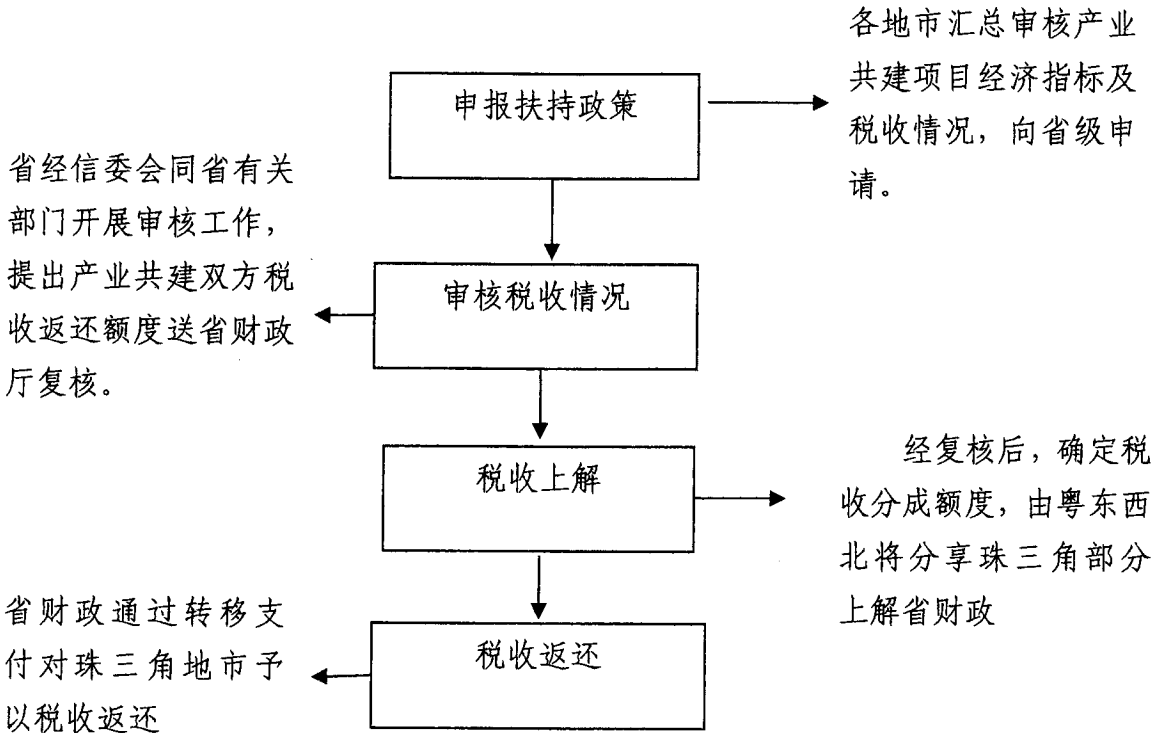 申报扶持政策
各地市汇总审核产业
共建项目经济指标及
税收情况，向省级申
请。
审核税收情况
省经信委会同省有关
部门开展审核工作，
提出产业共建双方税
收返还额度送省财政
厅复核。
税收上解
经复核后，确定税
收分成额度，由粤东西
北将分享珠三角部分
上解省财政
税收返还
省财政通过转移支
付对珠三角地市予
以税收返还